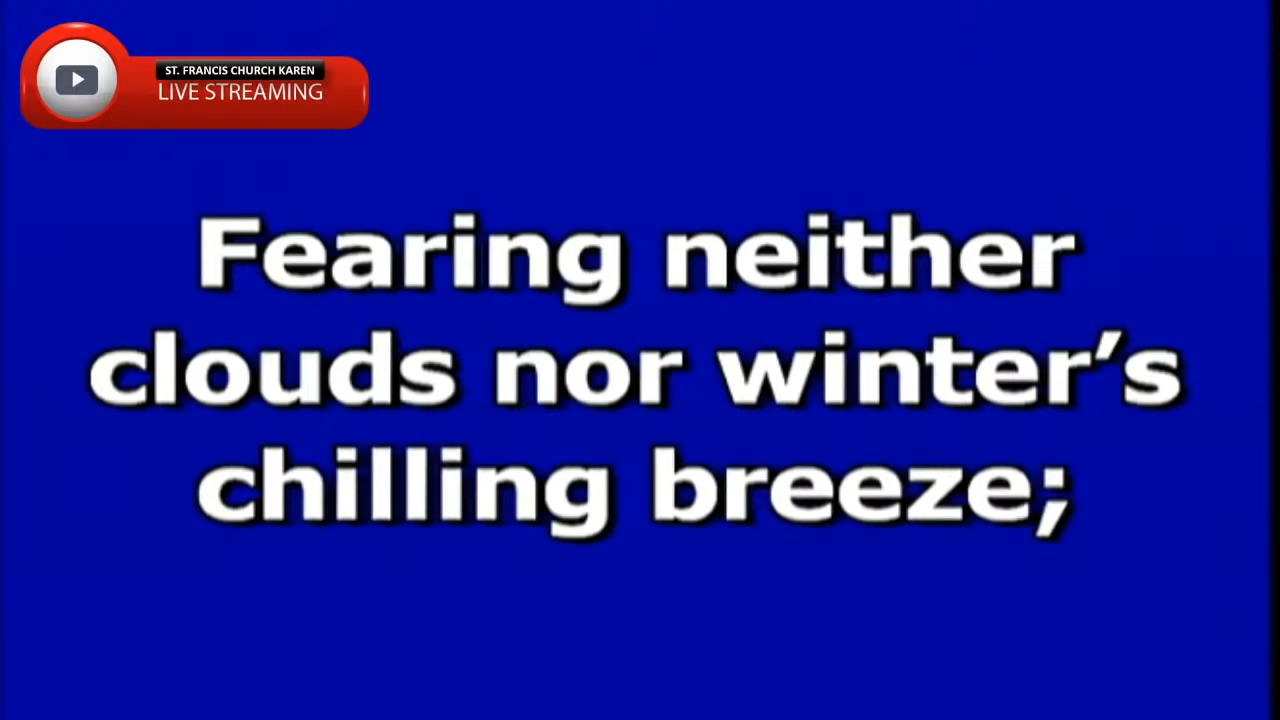 ST. FRANCIS CHURCH KAREN
LIVE STREAMING
Fearing neither
clouds nor winter’s
chilling breeze;